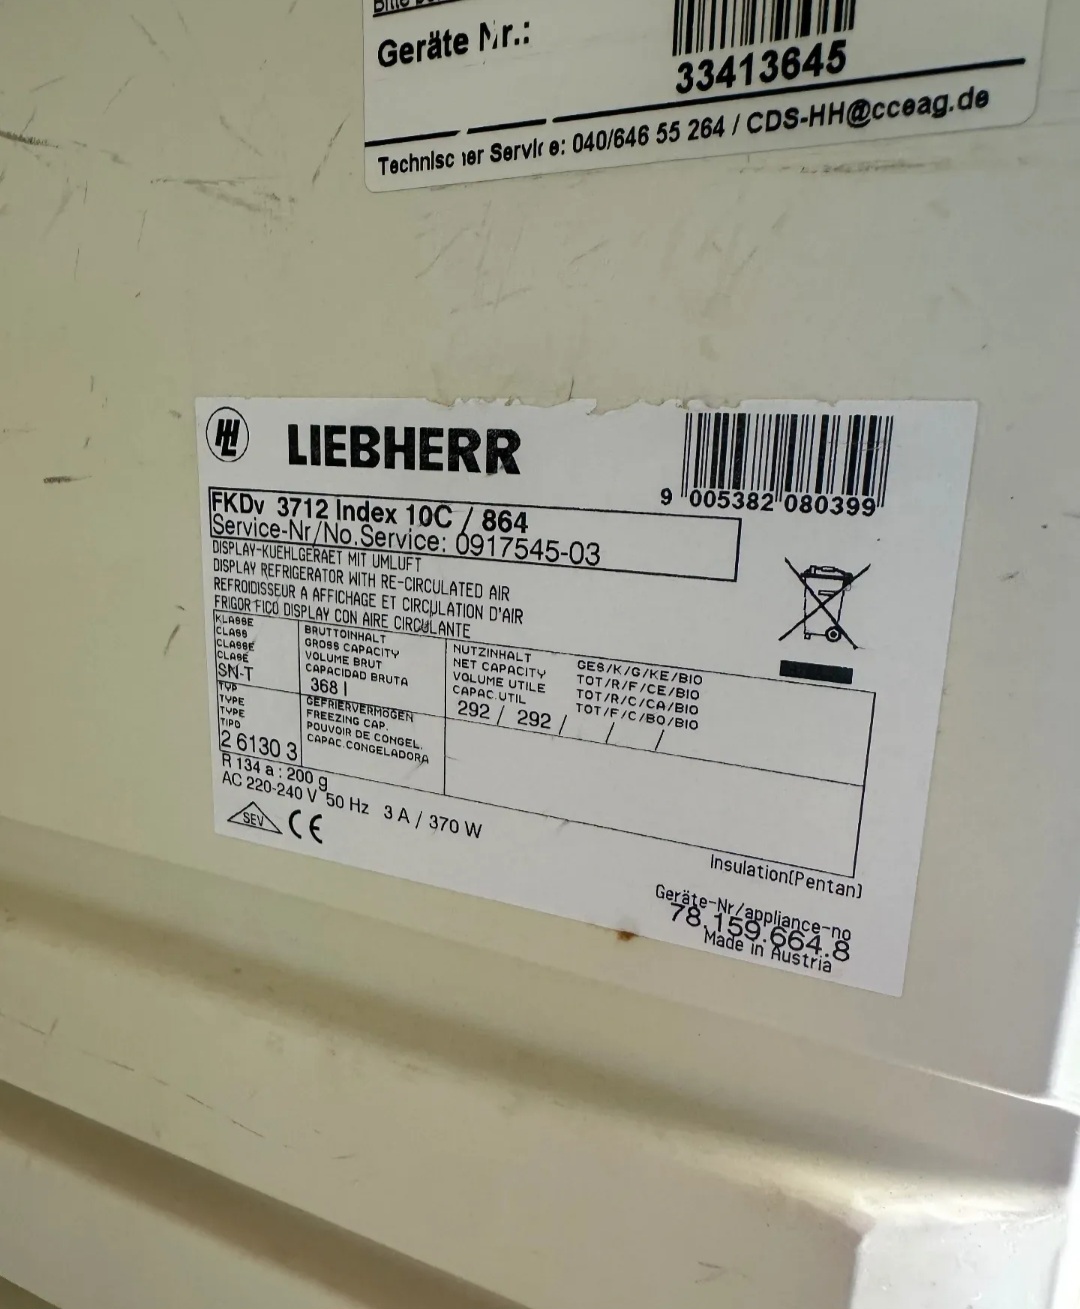 Geräte Nr.:
33413645
Technischer Service: 040/646 55 264 / CDS-HH@cceag.de
LIEBHERR
9 005382 080399
FKDv 3712 Index 10C / 864
Service-Nr/No.Service: 0917545-03
DISPLAY-KUEHLGERAET MIT UMLUFT
DISPLAY REFRIGERATOR WITH RE-CIRCULATED AIR
REFROIDISSEUR A AFFICHAGE ET CIRCULATION D'AIR
FRIGORIFICO DISPLAY CON AIRE CIRCULANTE
KLASSE
CLASS
CLASSE
CLASE
SN-T
BRUTTOINHALT
GROSS CAPACITY
VOLUME BRUT
CAPACIDAD BRUTA
368 l
NUTZINHALT
NET CAPACITY
VOLUME UTILE
CAPAC.UTIL
GES/K/G/KE/BIO
TOT/R/F/CE/BIO
TOT/R/C/CA/BIO
TOT/F/C/BO/BIO
292 / 292 / / /
TYP
TYPE
TYPE
TIPO
2 6130 3
GEFRIERVERMÖGEN
FREEZING CAP.
POUVOIR DE CONGEL.
CAPAC.CONGELADORA
R 134 a : 200 g
AC 220-240 V 50 Hz 3 A / 370 W
SEV CE
Insulation(Pentan)
Geräte-Nr/appliance-no
78.159.664.8
Made in Austria